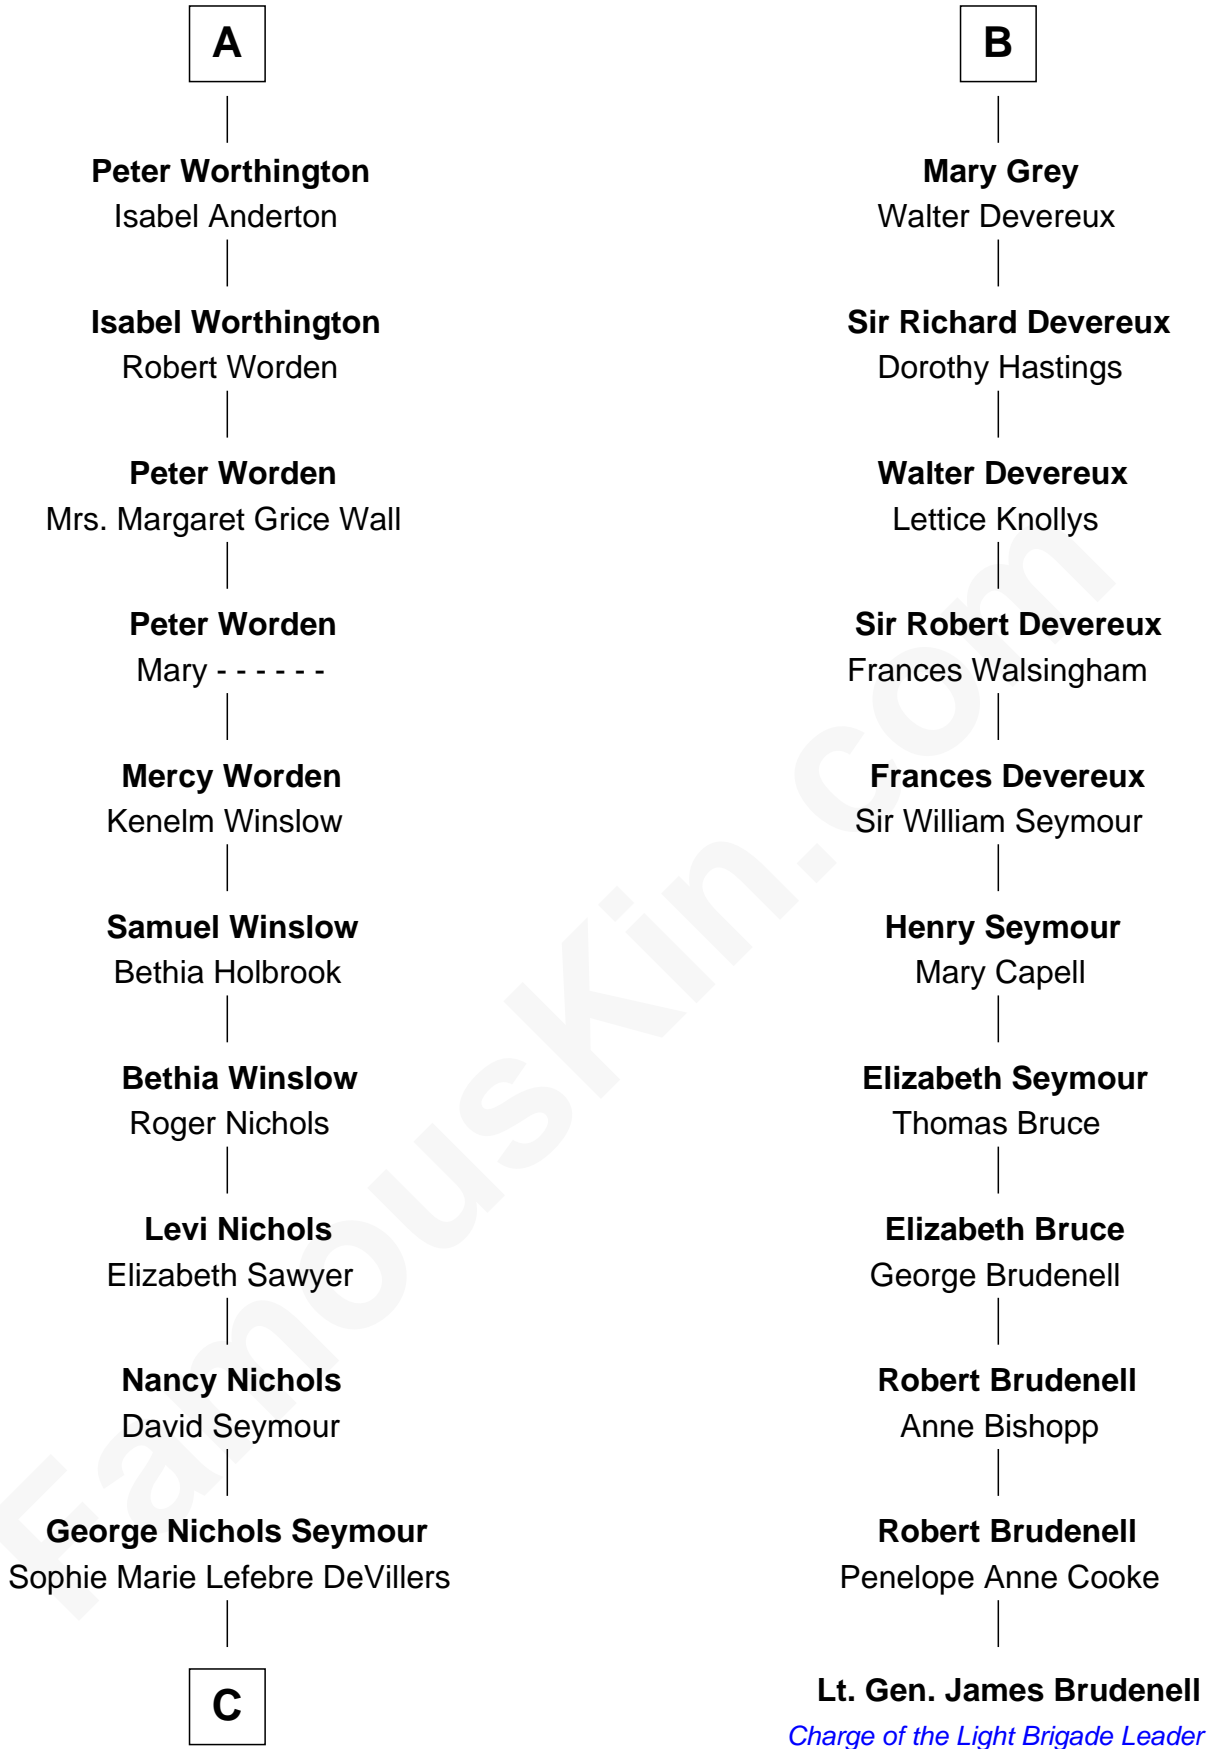 A
Peter Worthington
Isabel Anderton
Isabel Worthington
Robert Worden
Peter Worden
Mrs. Margaret Grice Wall
Peter Worden
Mary - - - - - -
Mercy Worden
Kenelm Winslow
Samuel Winslow
Bethia Holbrook
Bethia Winslow
Roger Nichols
Levi Nichols
Elizabeth Sawyer
Nancy Nichols
David Seymour
George Nichols Seymour
Sophie Marie Lefebre DeVillers
C
B
Mary Grey
Walter Devereux
Sir Richard Devereux
Dorothy Hastings
Walter Devereux
Lettice Knollys
Sir Robert Devereux
Frances Walsingham
Frances Devereux
Sir William Seymour
Henry Seymour
Mary Capell
Elizabeth Seymour
Thomas Bruce
Elizabeth Bruce
George Brudenell
Robert Brudenell
Anne Bishopp
Robert Brudenell
Penelope Anne Cooke
Lt. Gen. James Brudenell
Charge of the Light Brigade Leader
FamousKin.com